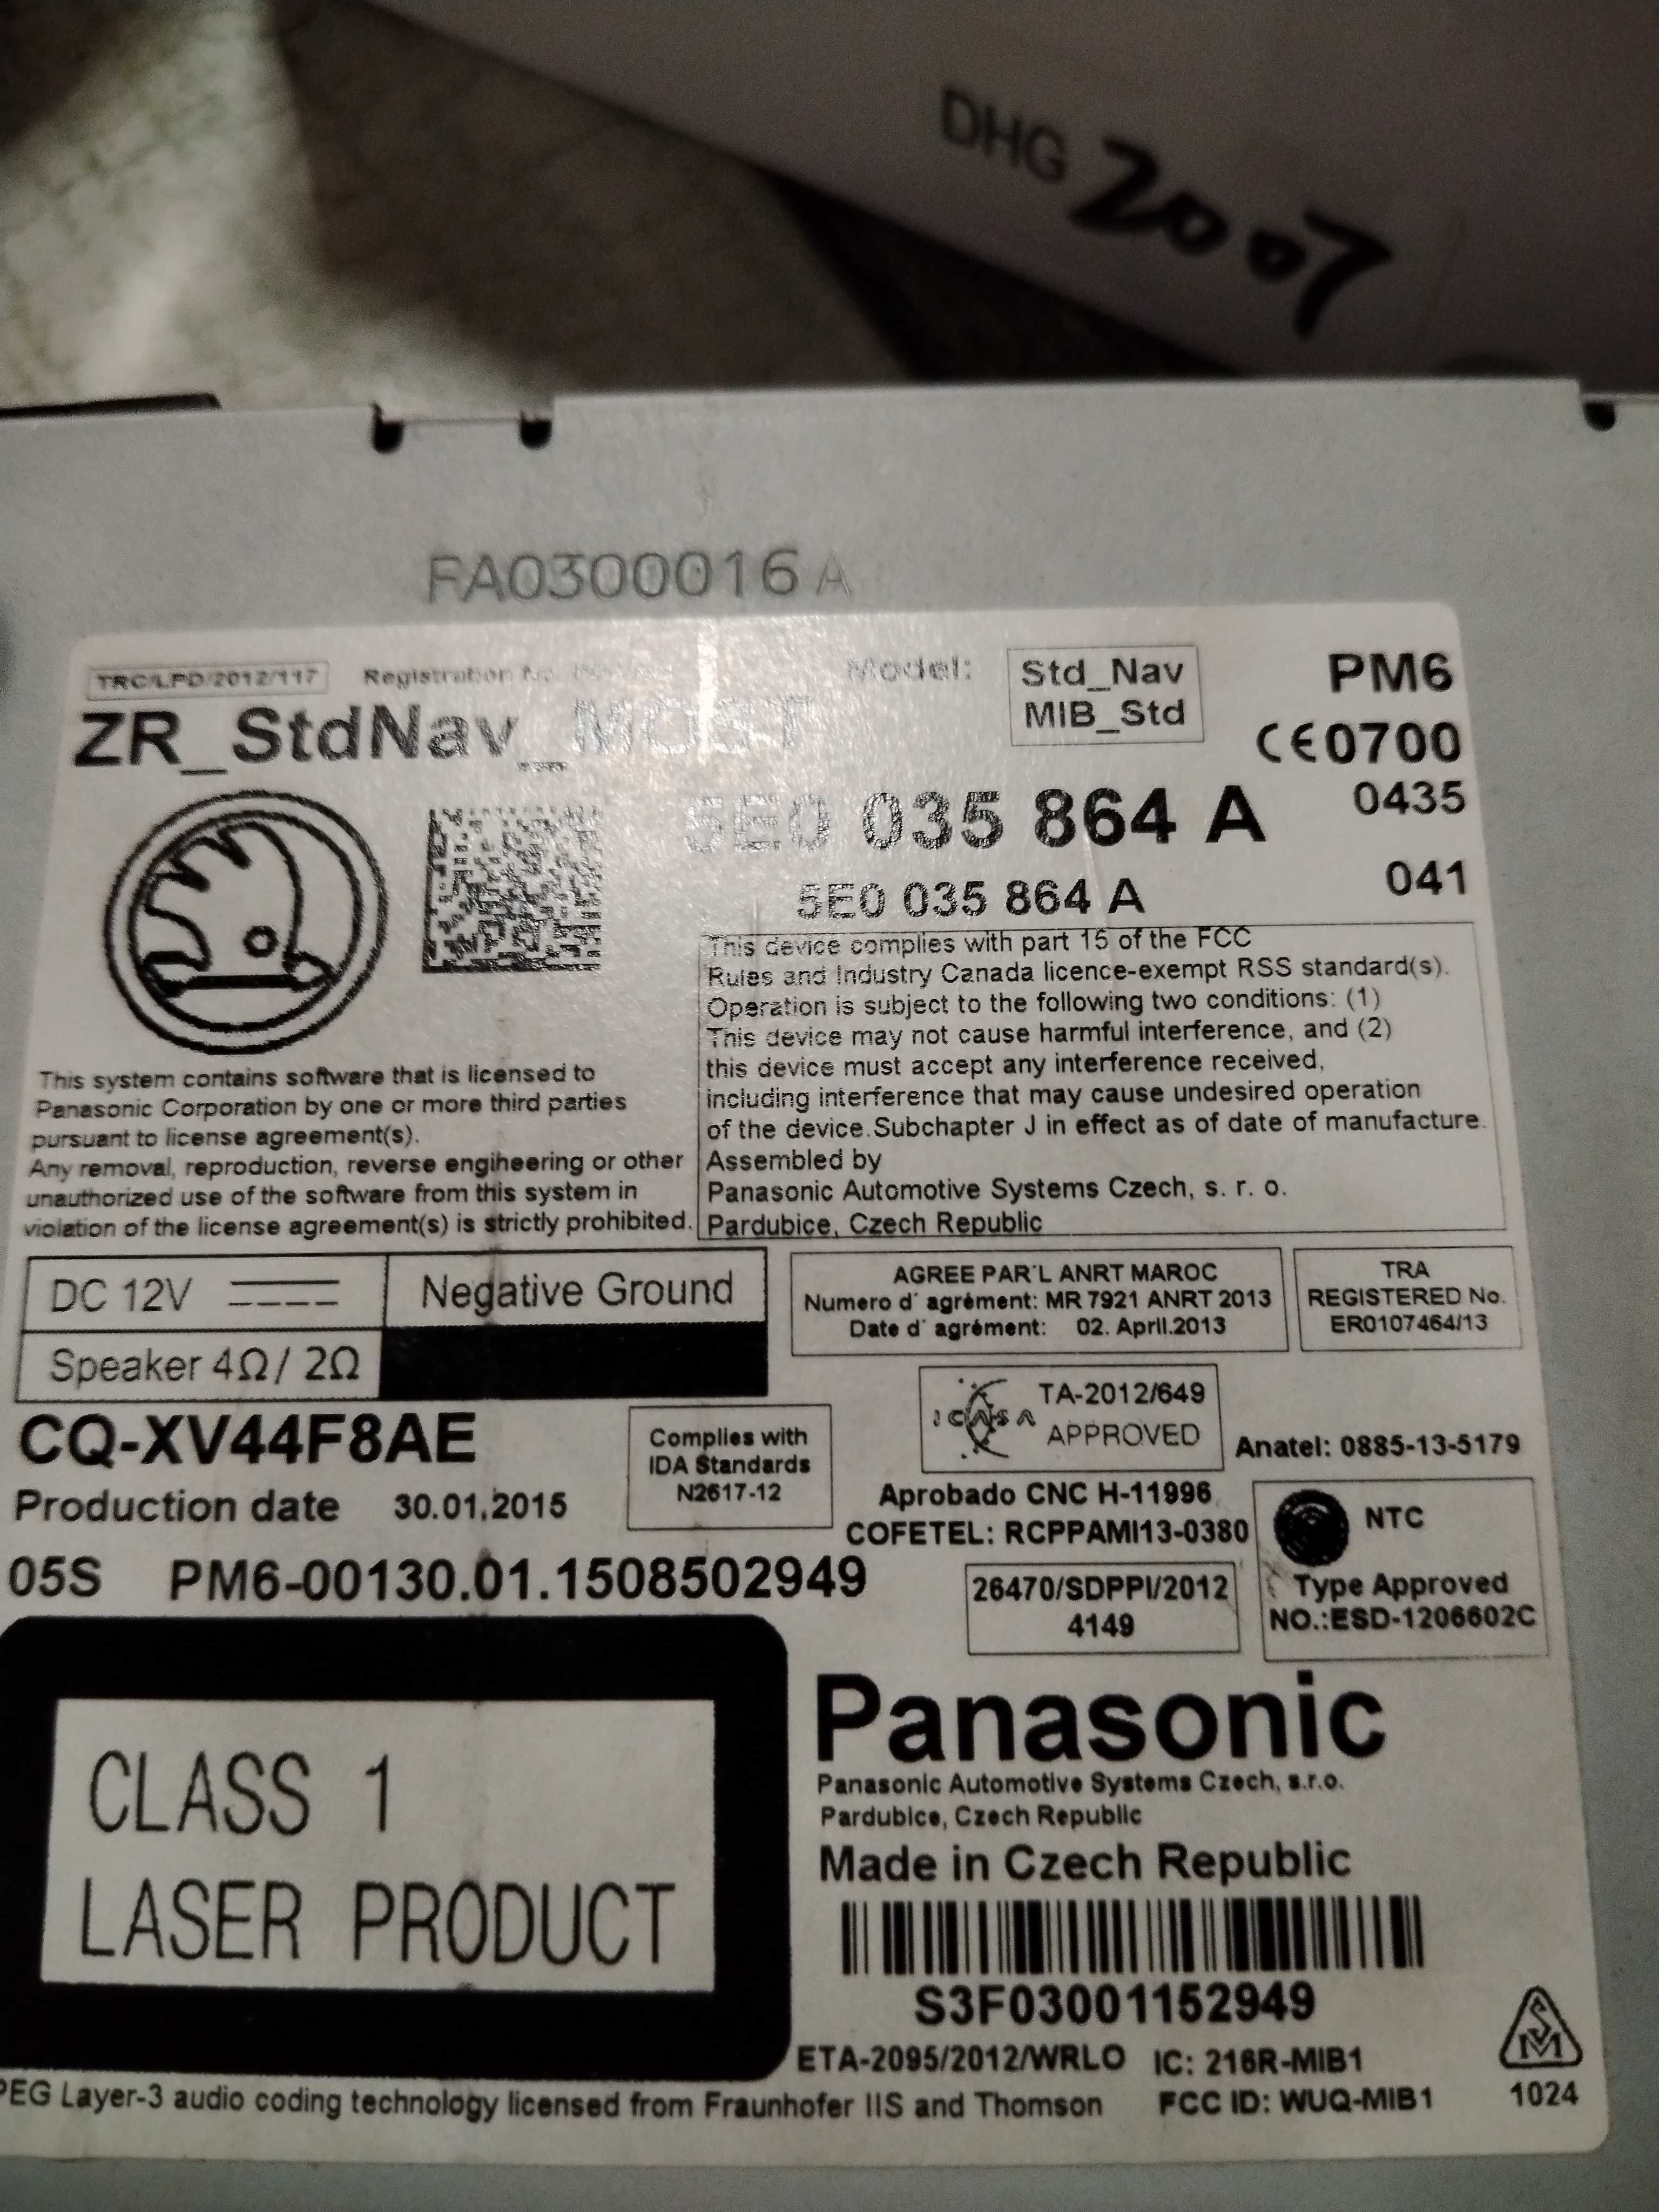 DHG 2007
FA0300016 A
TRC/LPD/2012/117 Registration No.
Model: Std_Nav
MIB_Std
PM6
ZR_StdNav_MOST
CE0700
5E0 035 864 A
0435
5E0 035 864 A
041
This device complies with part 15 of the FCC
Rules and Industry Canada licence-exempt RSS standard(s).
Operation is subject to the following two conditions: (1)
This device may not cause harmful interference, and (2)
this device must accept any interference received,
including interference that may cause undesired operation
of the device.Subchapter J in effect as of date of manufacture.
Assembled by
Panasonic Automotive Systems Czech, s. r. o.
Pardubice, Czech Republic
This system contains software that is licensed to
Panasonic Corporation by one or more third parties
pursuant to license agreement(s).
Any removal, reproduction, reverse engiheering or other
unauthorized use of the software from this system in
violation of the license agreement(s) is strictly prohibited.
DC 12V
Negative Ground
Speaker 4Ω/ 2Ω
AGREE PAR'L ANRT MAROC
Numero d´ agrément: MR 7921 ANRT 2013
Date d´ agrément: 02. April.2013
TRA
REGISTERED No.
ER0107464/13
CQ-XV44F8AE
Complies with
IDA Standards
N2617-12
ICASA
TA-2012/649
APPROVED
Anatel: 0885-13-5179
Production date 30.01.2015
Aprobado CNC H-11996
COFETEL: RCPPAMI13-0380
NTC
Type Approved
NO.:ESD-1206602C
05S PM6-00130.01.1508502949
26470/SDPPI/2012
4149
CLASS 1
LASER PRODUCT
Panasonic
Panasonic Automotive Systems Czech, s.r.o.
Pardubice, Czech Republic
Made in Czech Republic
S3F03001152949
ETA-2095/2012/WRLO IC: 216R-MIB1
PEG Layer-3 audio coding technology licensed from Fraunhofer IIS and Thomson
FCC ID: WUQ-MIB1
1024